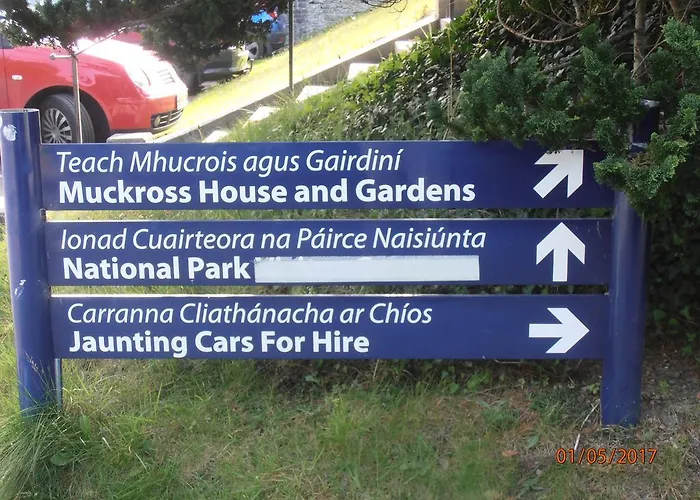 Teach Mhucrois agus Gairdiní
Muckross House and Gardens
Ionad Cuairteora na Páirce Naisiúnta
National Park
Carranna Cliathánacha ar Chíos
Jaunting Cars For Hire
01/05/2017